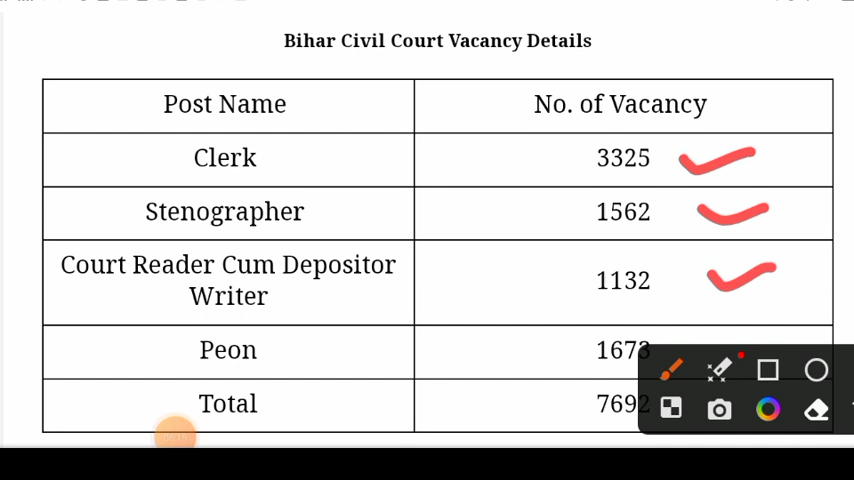 Bihar Civil Court Vacancy Details
Post Name No. of Vacancy
Clerk 3325
Stenographer 1562
Court Reader Cum Depositor
Writer 1132
Peon 1673
Total 7692